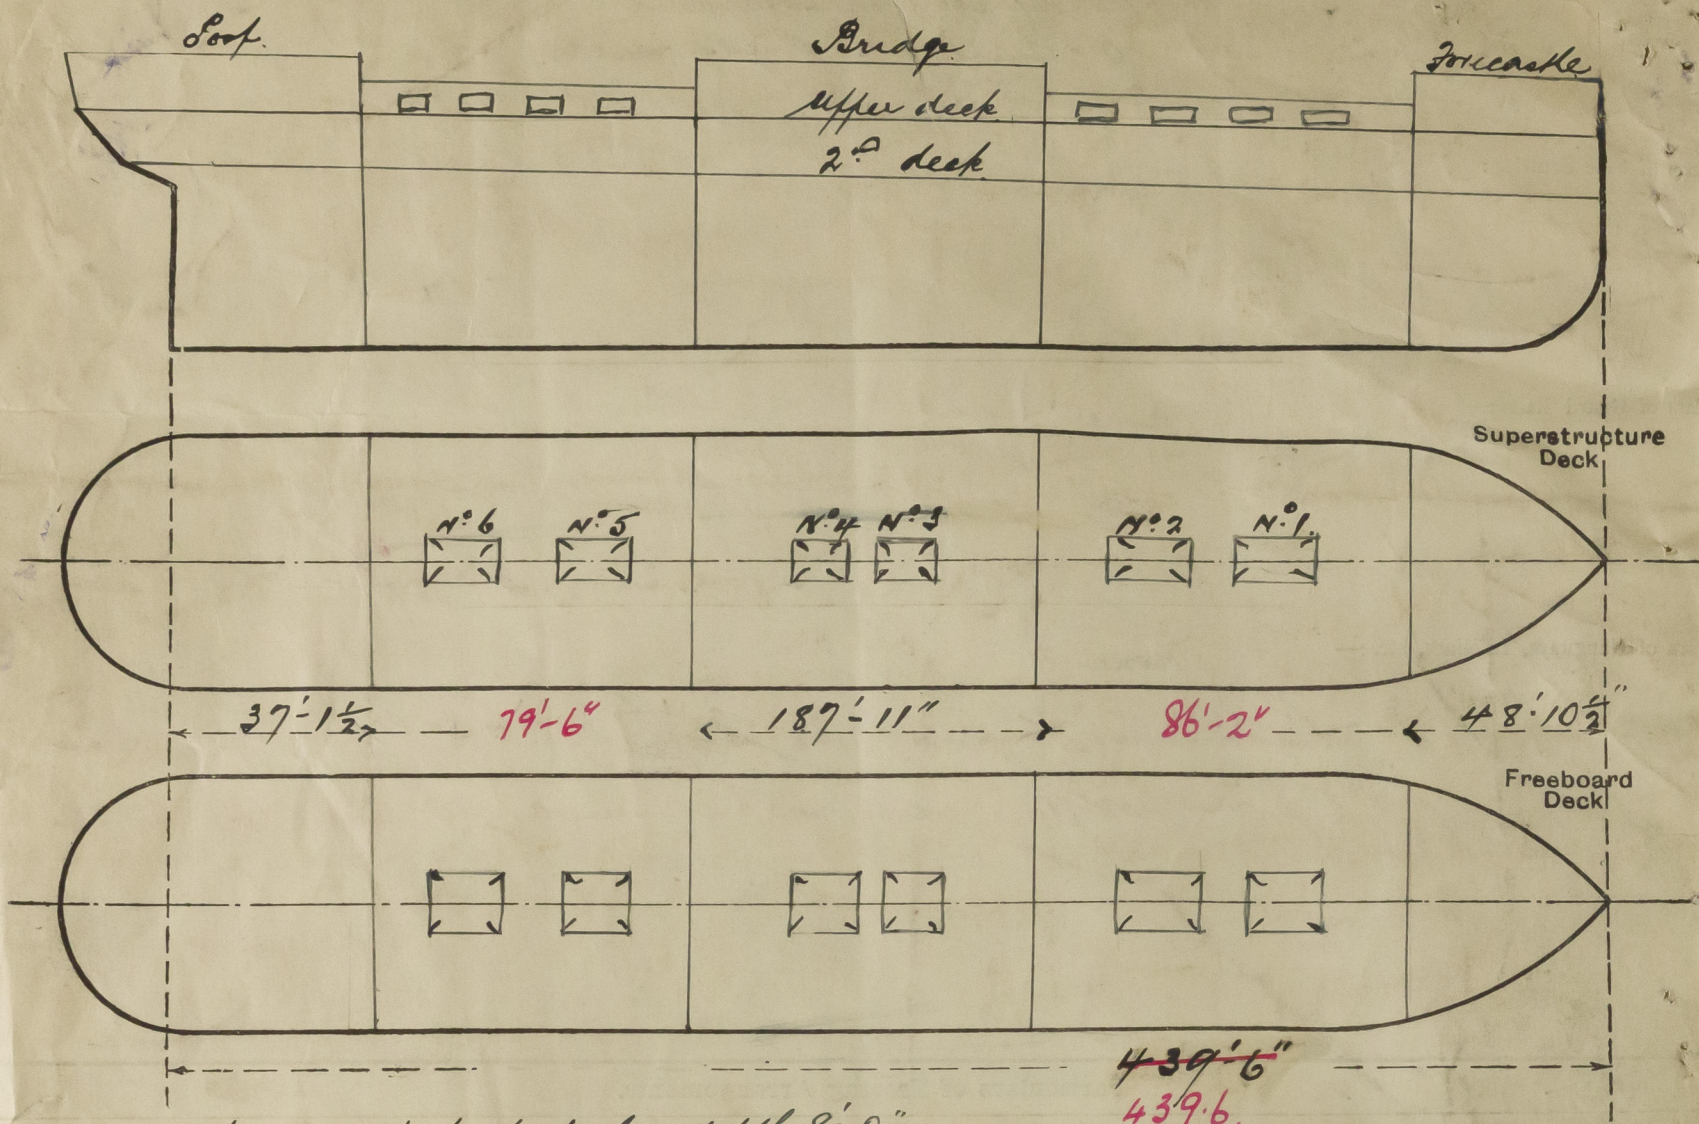 Poop
Bridge
Forecastle
Upper deck
2nd deck
Superstructure
Deck
No. 6 No. 5 No. 4 No. 3 No. 2 No. 1
37'-1½ 79'-6" 187'-11" 86'-2" 48'-10½"
Freeboard
Deck
439'-6"
439.6